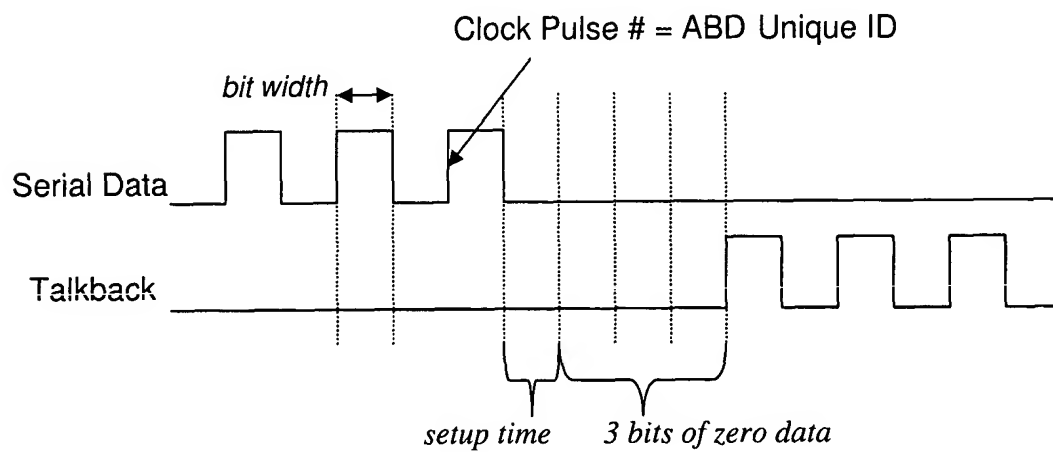 Clock Pulse # = ABD Unique ID
bit width
Serial Data
Talkback
setup time
3 bits of zero data